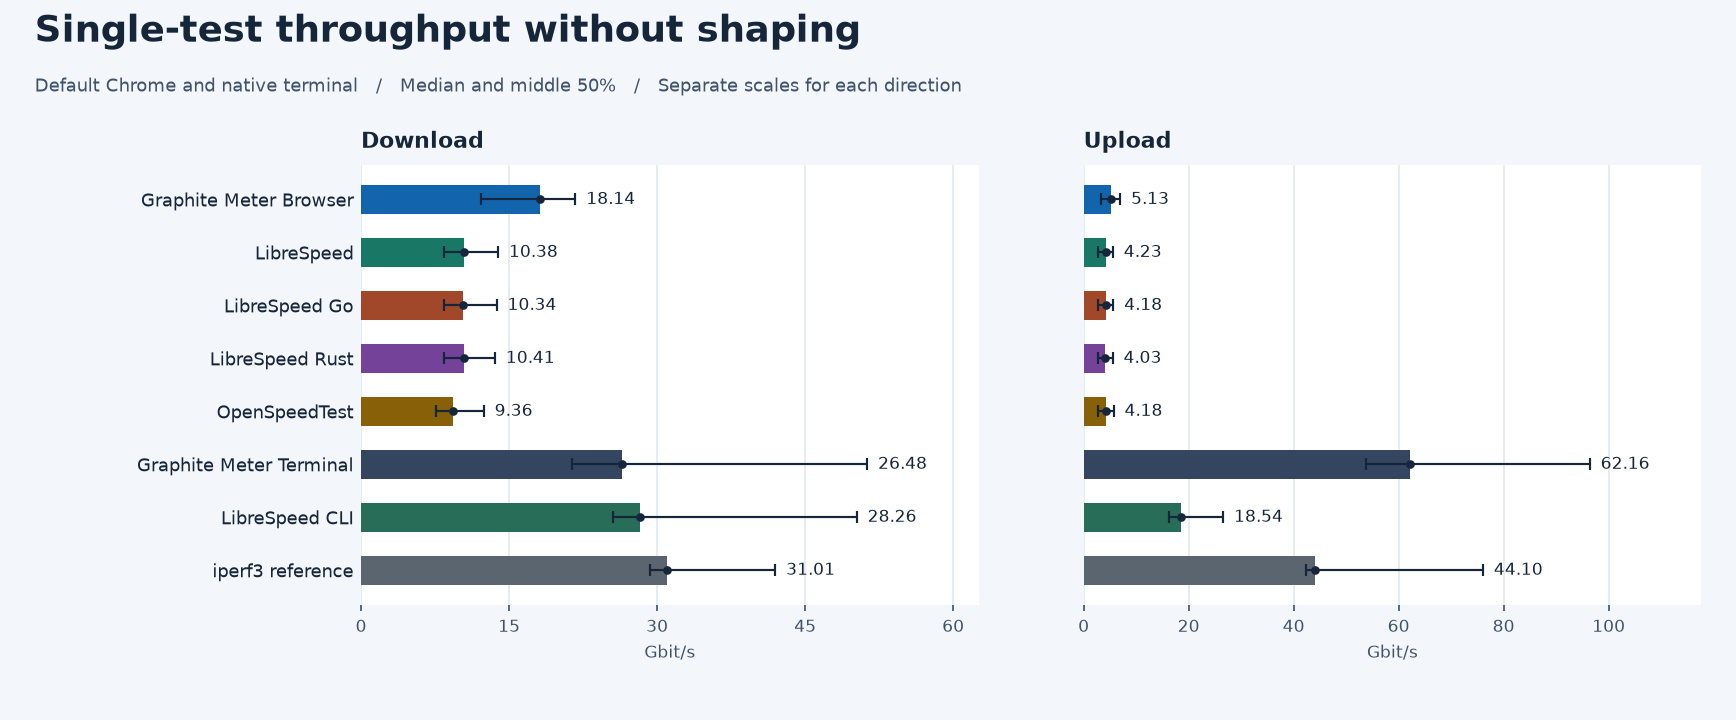 Single-test throughput without shaping
Default Chrome and native terminal / Median and middle 50% / Separate scales for each direction
Download
Upload
Graphite Meter Browser 18.14 5.13
LibreSpeed 10.38 4.23
LibreSpeed Go 10.34 4.18
LibreSpeed Rust 10.41 4.03
OpenSpeedTest 9.36 4.18
Graphite Meter Terminal 26.48 62.16
LibreSpeed CLI 28.26 18.54
iperf3 reference 31.01 44.10
0 15 30 45 60
0 20 40 60 80 100
Gbit/s
Gbit/s